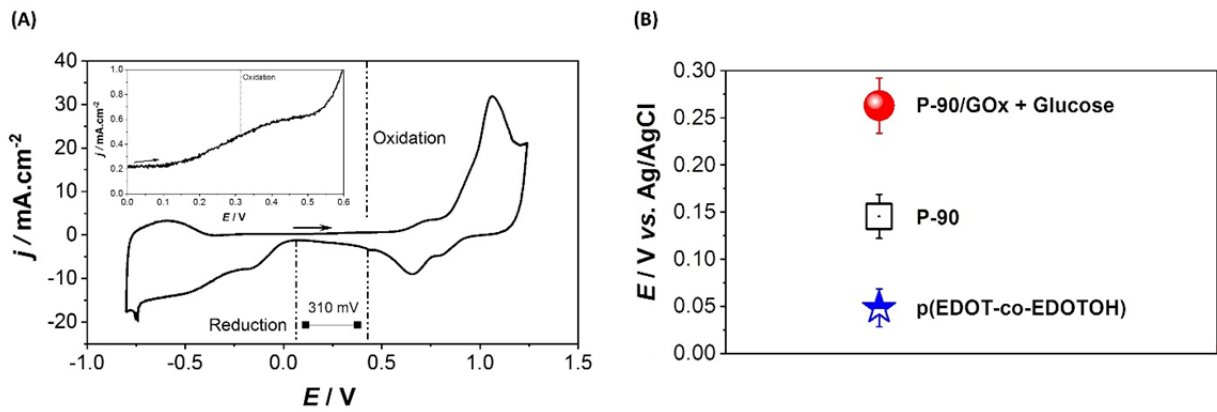 (A)
(B)
40
30
20
10
0
-10
-20
j / mA.cm-2
-1.0
-0.5
0.0
0.5
1.0
1.5
E / V
1.0
0.8
0.6
0.4
0.2
0.0
j / mA.cm-2
0.0
0.1
0.2
0.3
0.4
0.5
0.6
E / V
Oxidation
Oxidation
Reduction
310 mV
0.30
0.25
0.20
0.15
0.10
0.05
0.00
E / V vs. Ag/AgCl
P-90/GOx + Glucose
P-90
p(EDOT-co-EDOTOH)